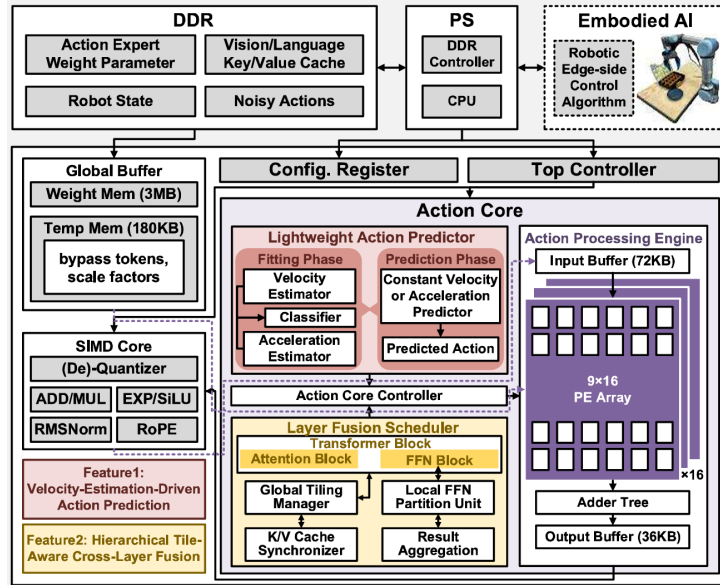 DDR
Action Expert
Weight Parameter
Vision/Language
Key/Value Cache
Robot State
Noisy Actions
PS
DDR
Controller
CPU
Embodied AI
Robotic
Edge-side
Control
Algorithm
Global Buffer
Weight Mem (3MB)
Temp Mem (180KB)
bypass tokens,
scale factors
Config. Register
Top Controller
Action Core
Lightweight Action Predictor
Fitting Phase
Velocity
Estimator
Classifier
Acceleration
Estimator
Prediction Phase
Constant Velocity
or Acceleration
Predictor
Predicted Action
Action Processing Engine
Input Buffer (72KB)
9×16
PE Array
×16
Adder Tree
Output Buffer (36KB)
SIMD Core
(De)-Quantizer
ADD/MUL
EXP/SiLU
RMSNorm
RoPE
Action Core Controller
Layer Fusion Scheduler
Transformer Block
Attention Block
FFN Block
Global Tiling
Manager
Local FFN
Partition Unit
K/V Cache
Synchronizer
Result
Aggregation
Feature1:
Velocity-Estimation-Driven
Action Prediction
Feature2: Hierarchical Tile-
Aware Cross-Layer Fusion